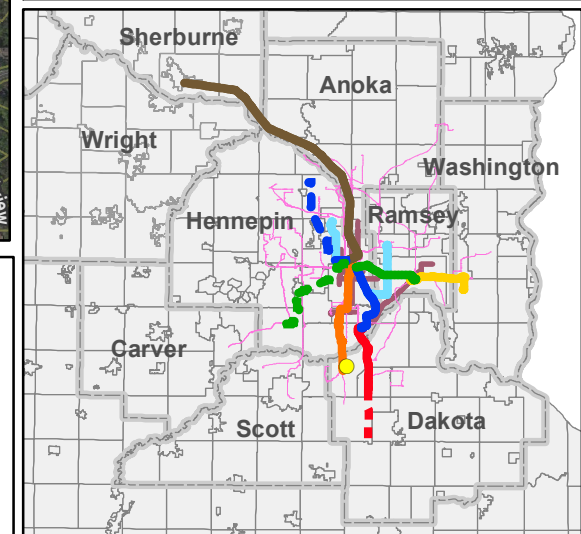 Sherburne
Anoka
Wright
Washington
Hennepin
Ramsey
Carver
Scott
Dakota